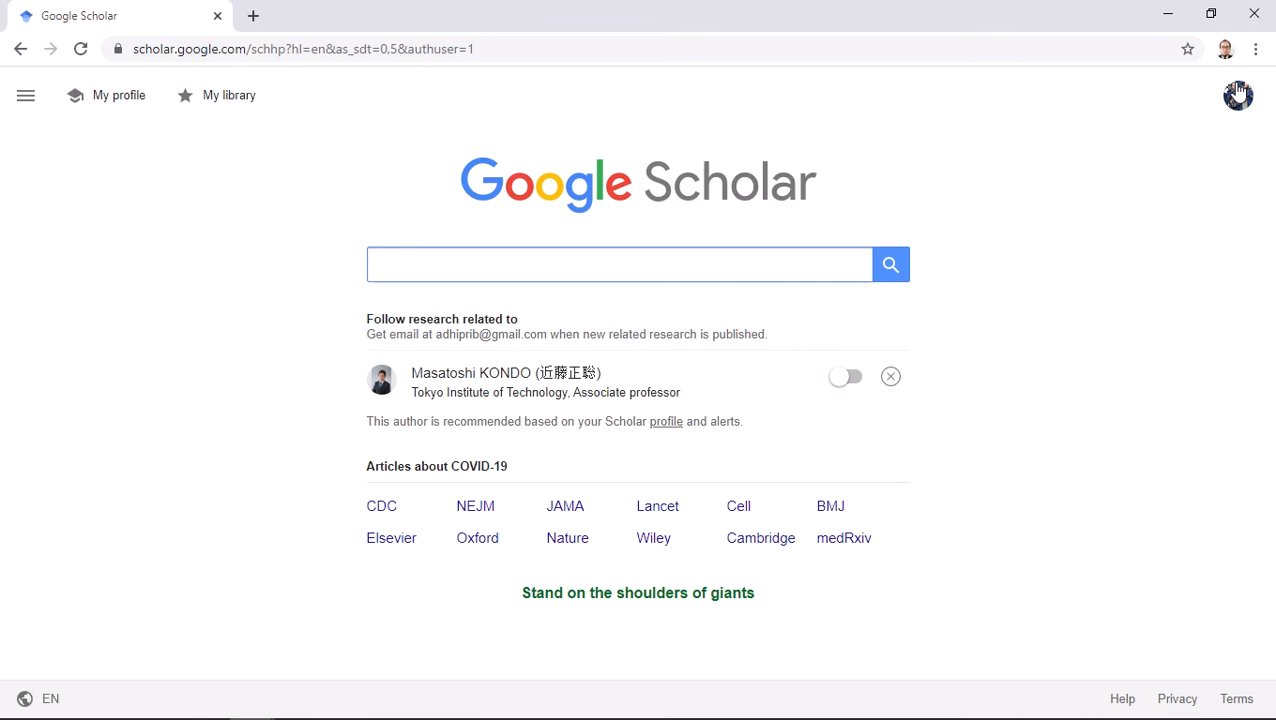 Google Scholar
scholar.google.com/schhp?hl=en&as_sdt=0,5&authuser=1
My profile
My library
Google Scholar
Follow research related to
Get email at adhiprib@gmail.com when new related research is published.
Masatoshi KONDO (近藤正聡)
Tokyo Institute of Technology, Associate professor
This author is recommended based on your Scholar profile and alerts.
Articles about COVID-19
CDC NEJM JAMA Lancet Cell BMJ
Elsevier Oxford Nature Wiley Cambridge medRxiv
Stand on the shoulders of giants
EN
Help Privacy Terms